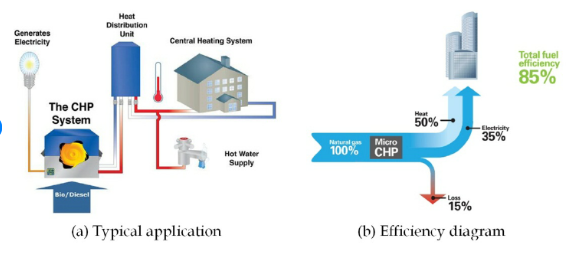 Generates
Electricity
Heat
Distribution
Unit
Central Heating System
The CHP
System
Hot Water
Supply
Bio/Diesel
(a) Typical application
Total fuel
efficiency
85%
Heat
50%
Electricity
35%
Natural gas
100%
Micro
CHP
Loss
15%
(b) Efficiency diagram